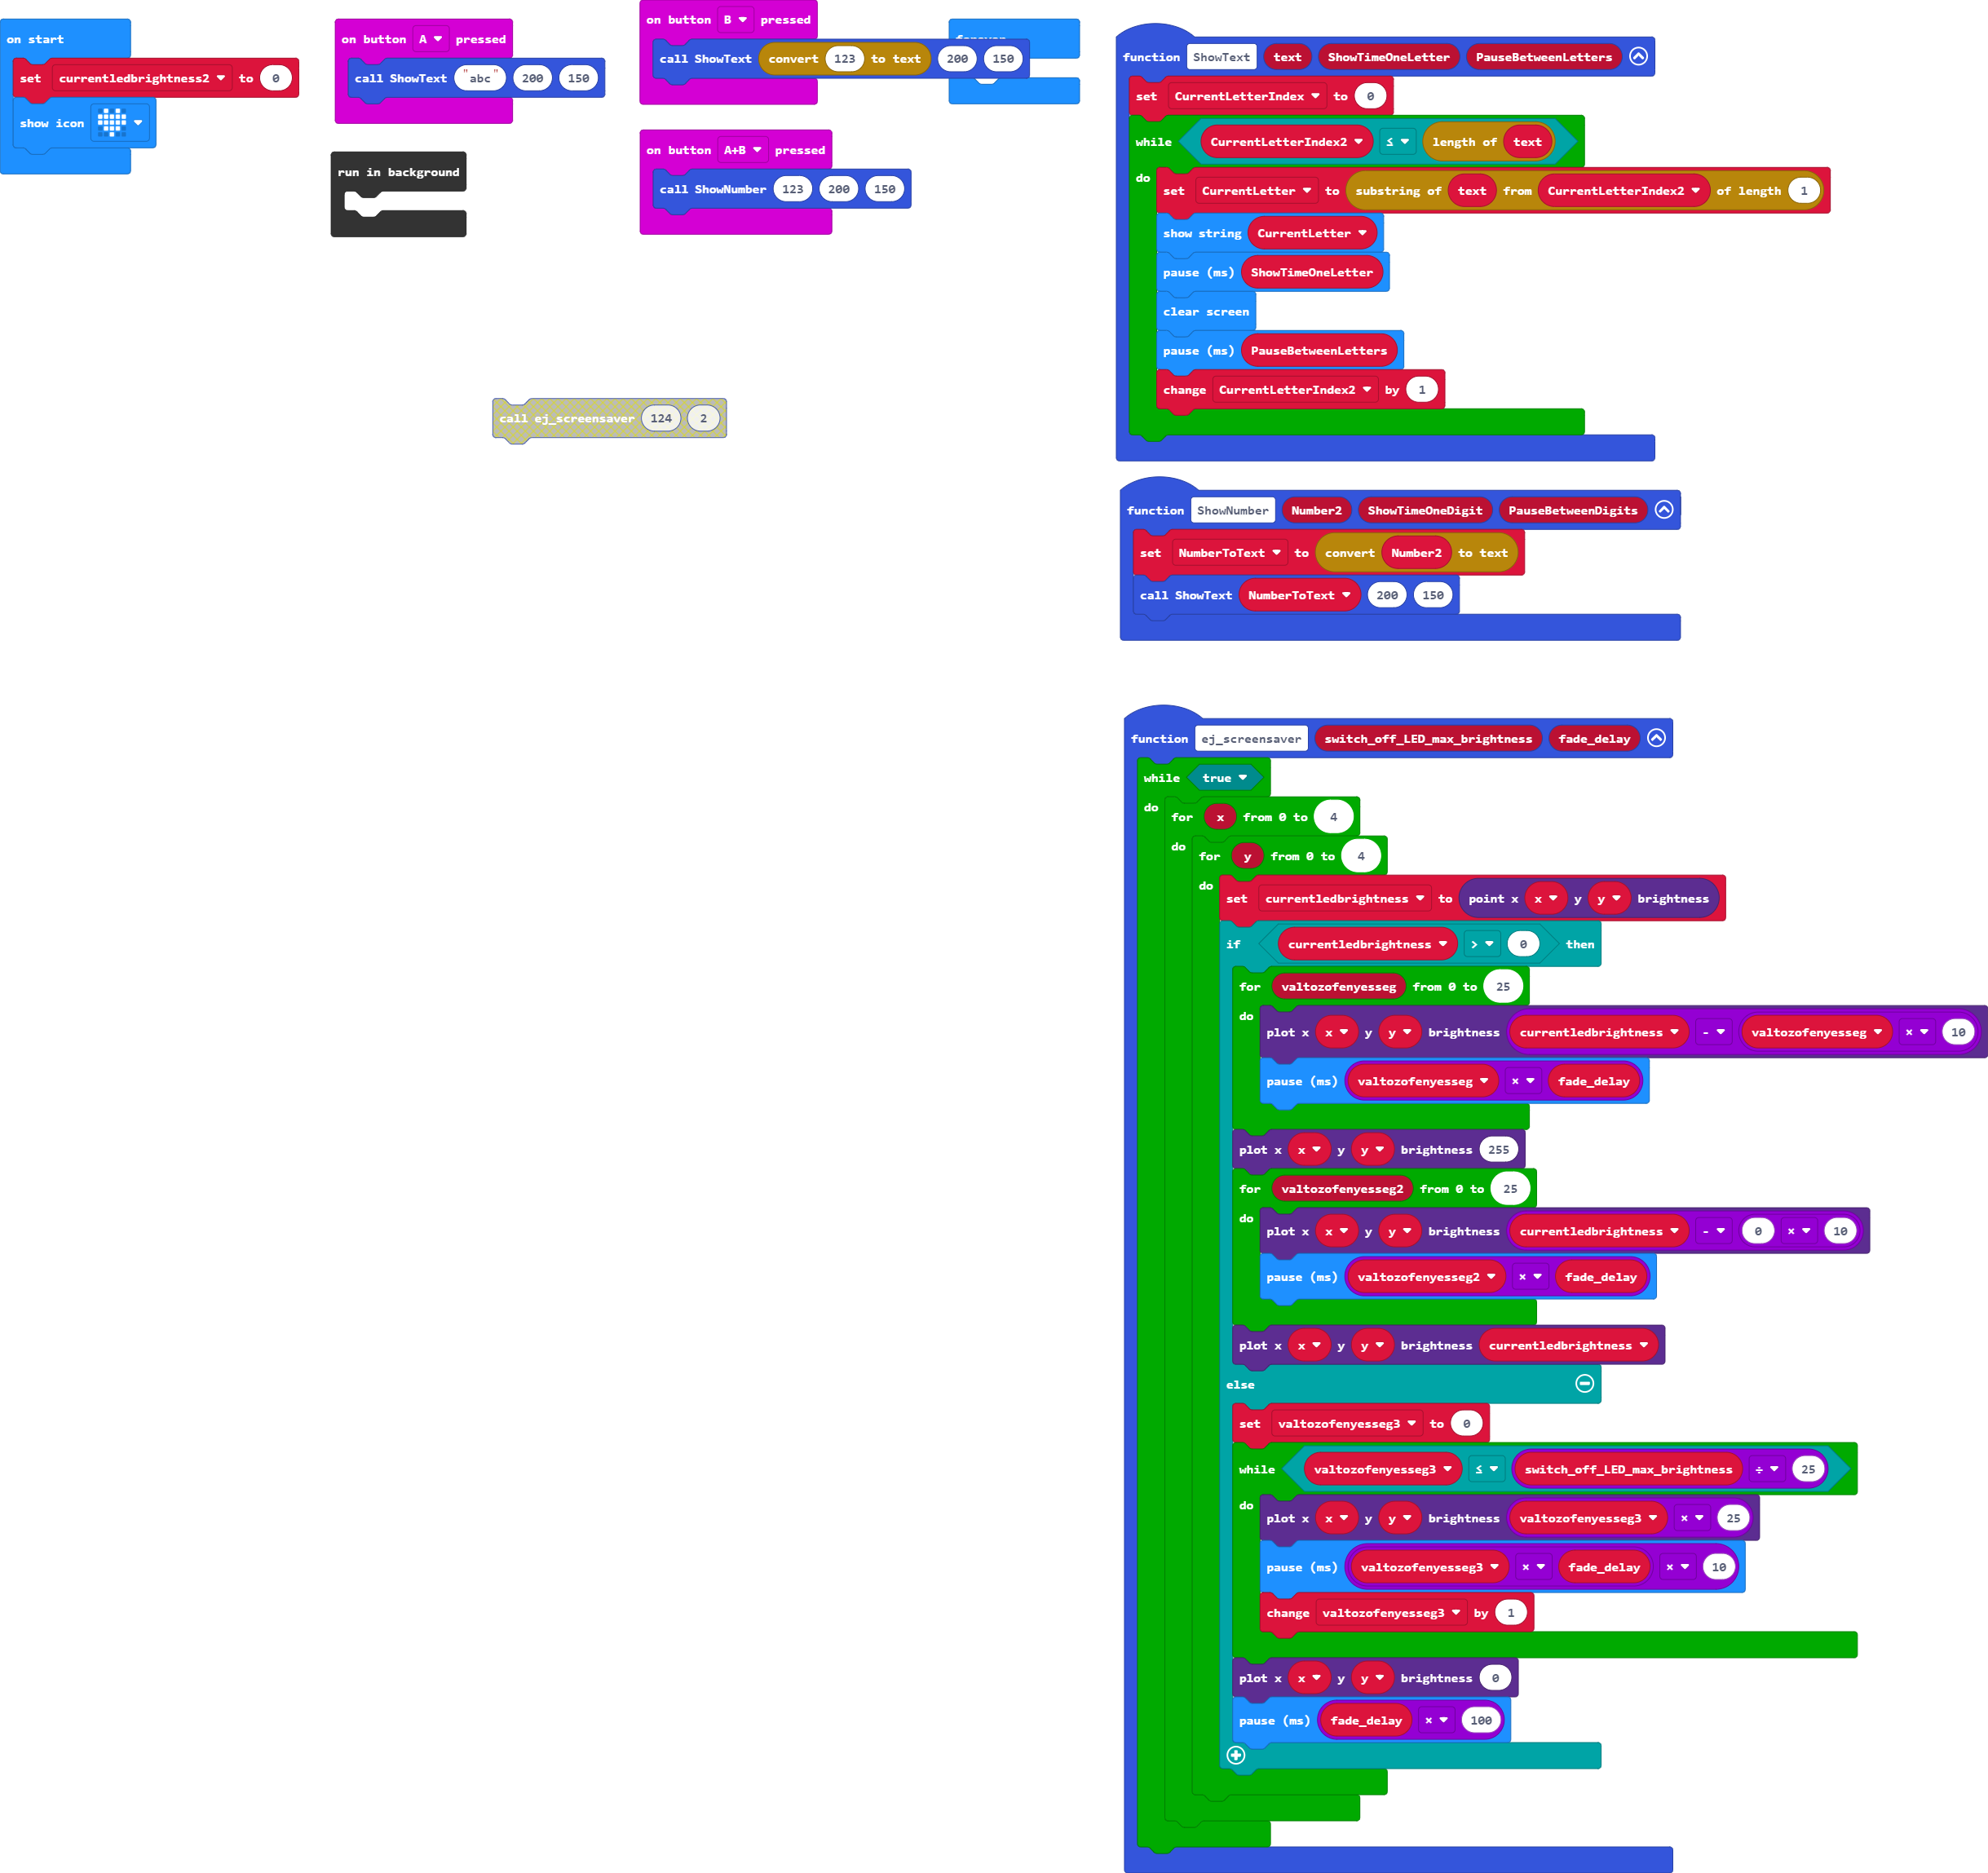 on start
set currentledbrightness2 to 0
show icon
on button A pressed
call ShowText "abc" 200 150
run in background
on button B pressed
call ShowText convert 123 to text 200 150
on button A+B pressed
call ShowNumber 123 200 150
call ej_screensaver 124 2
function ShowText text ShowTimeOneLetter PauseBetweenLetters
set CurrentLetterIndex to 0
while CurrentLetterIndex2 ≤ length of text
do
set CurrentLetter to substring of text from CurrentLetterIndex2 of length 1
show string CurrentLetter
pause (ms) ShowTimeOneLetter
clear screen
pause (ms) PauseBetweenLetters
change CurrentLetterIndex2 by 1
function ShowNumber Number2 ShowTimeOneDigit PauseBetweenDigits
set NumberToText to convert Number2 to text
call ShowText NumberToText 200 150
function ej_screensaver switch_off_LED_max_brightness fade_delay
while true
do
for x from 0 to 4
do
for y from 0 to 4
do
set currentledbrightness to point x x y y brightness
if currentledbrightness > 0 then
for valtozofenyesseg from 0 to 25
do
plot x x y y brightness currentledbrightness - valtozofenyesseg × 10
pause (ms) valtozofenyesseg × fade_delay
plot x x y y brightness 255
for valtozofenyesseg2 from 0 to 25
do
plot x x y y brightness currentledbrightness - 0 × 10
pause (ms) valtozofenyesseg2 × fade_delay
plot x x y y brightness currentledbrightness
else
set valtozofenyesseg3 to 0
while valtozofenyesseg3 ≤ switch_off_LED_max_brightness ÷ 25
do
plot x x y y brightness valtozofenyesseg3 × 25
pause (ms) valtozofenyesseg3 × fade_delay × 10
change valtozofenyesseg3 by 1
plot x x y y brightness 0
pause (ms) fade_delay × 100